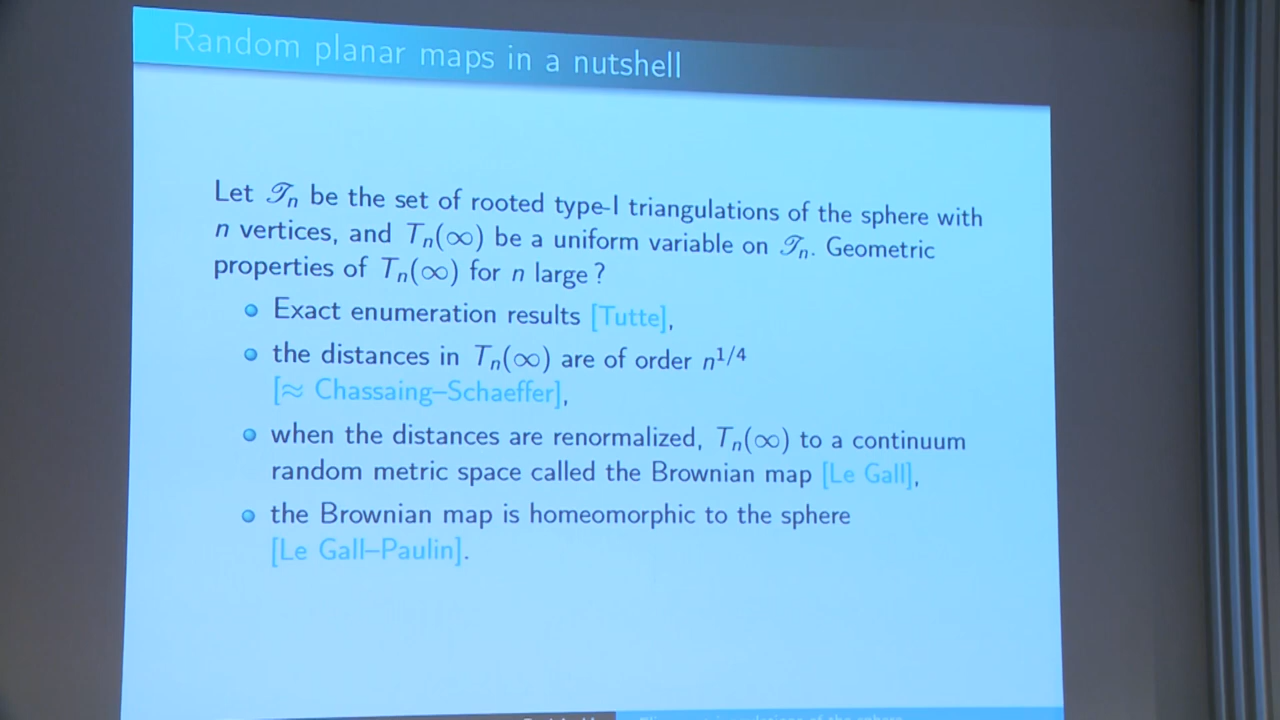 Random planar maps in a nutshell
Let 𝒯n be the set of rooted type-I triangulations of the sphere with
n vertices, and Tn(∞) be a uniform variable on 𝒯n. Geometric
properties of Tn(∞) for n large ?
Exact enumeration results [Tutte],
the distances in Tn(∞) are of order n^1/4
[≈ Chassaing–Schaeffer],
when the distances are renormalized, Tn(∞) to a continuum
random metric space called the Brownian map [Le Gall],
the Brownian map is homeomorphic to the sphere
[Le Gall–Paulin].